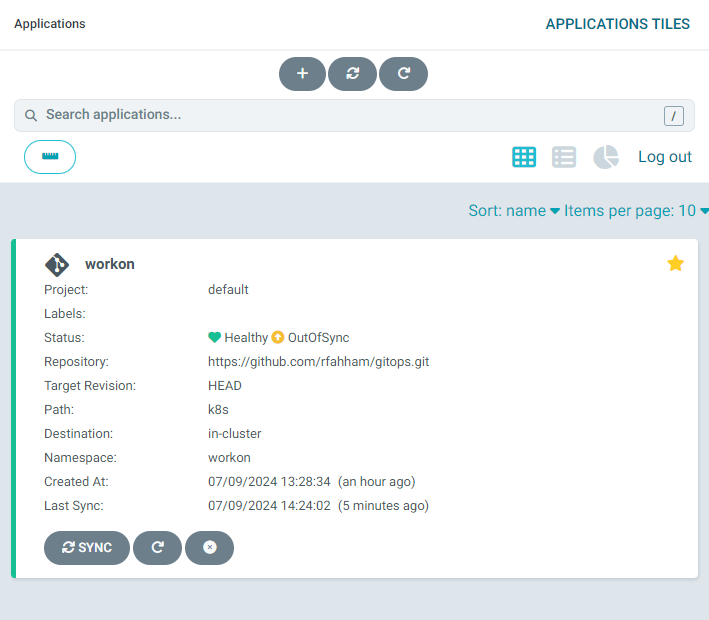 Applications
APPLICATIONS TILES
Search applications...
/
Log out
Sort: name Items per page: 10
workon
Project: default
Labels:
Status: Healthy OutOfSync
Repository: https://github.com/rfahham/gitops.git
Target Revision: HEAD
Path: k8s
Destination: in-cluster
Namespace: workon
Created At: 07/09/2024 13:28:34 (an hour ago)
Last Sync: 07/09/2024 14:24:02 (5 minutes ago)
SYNC